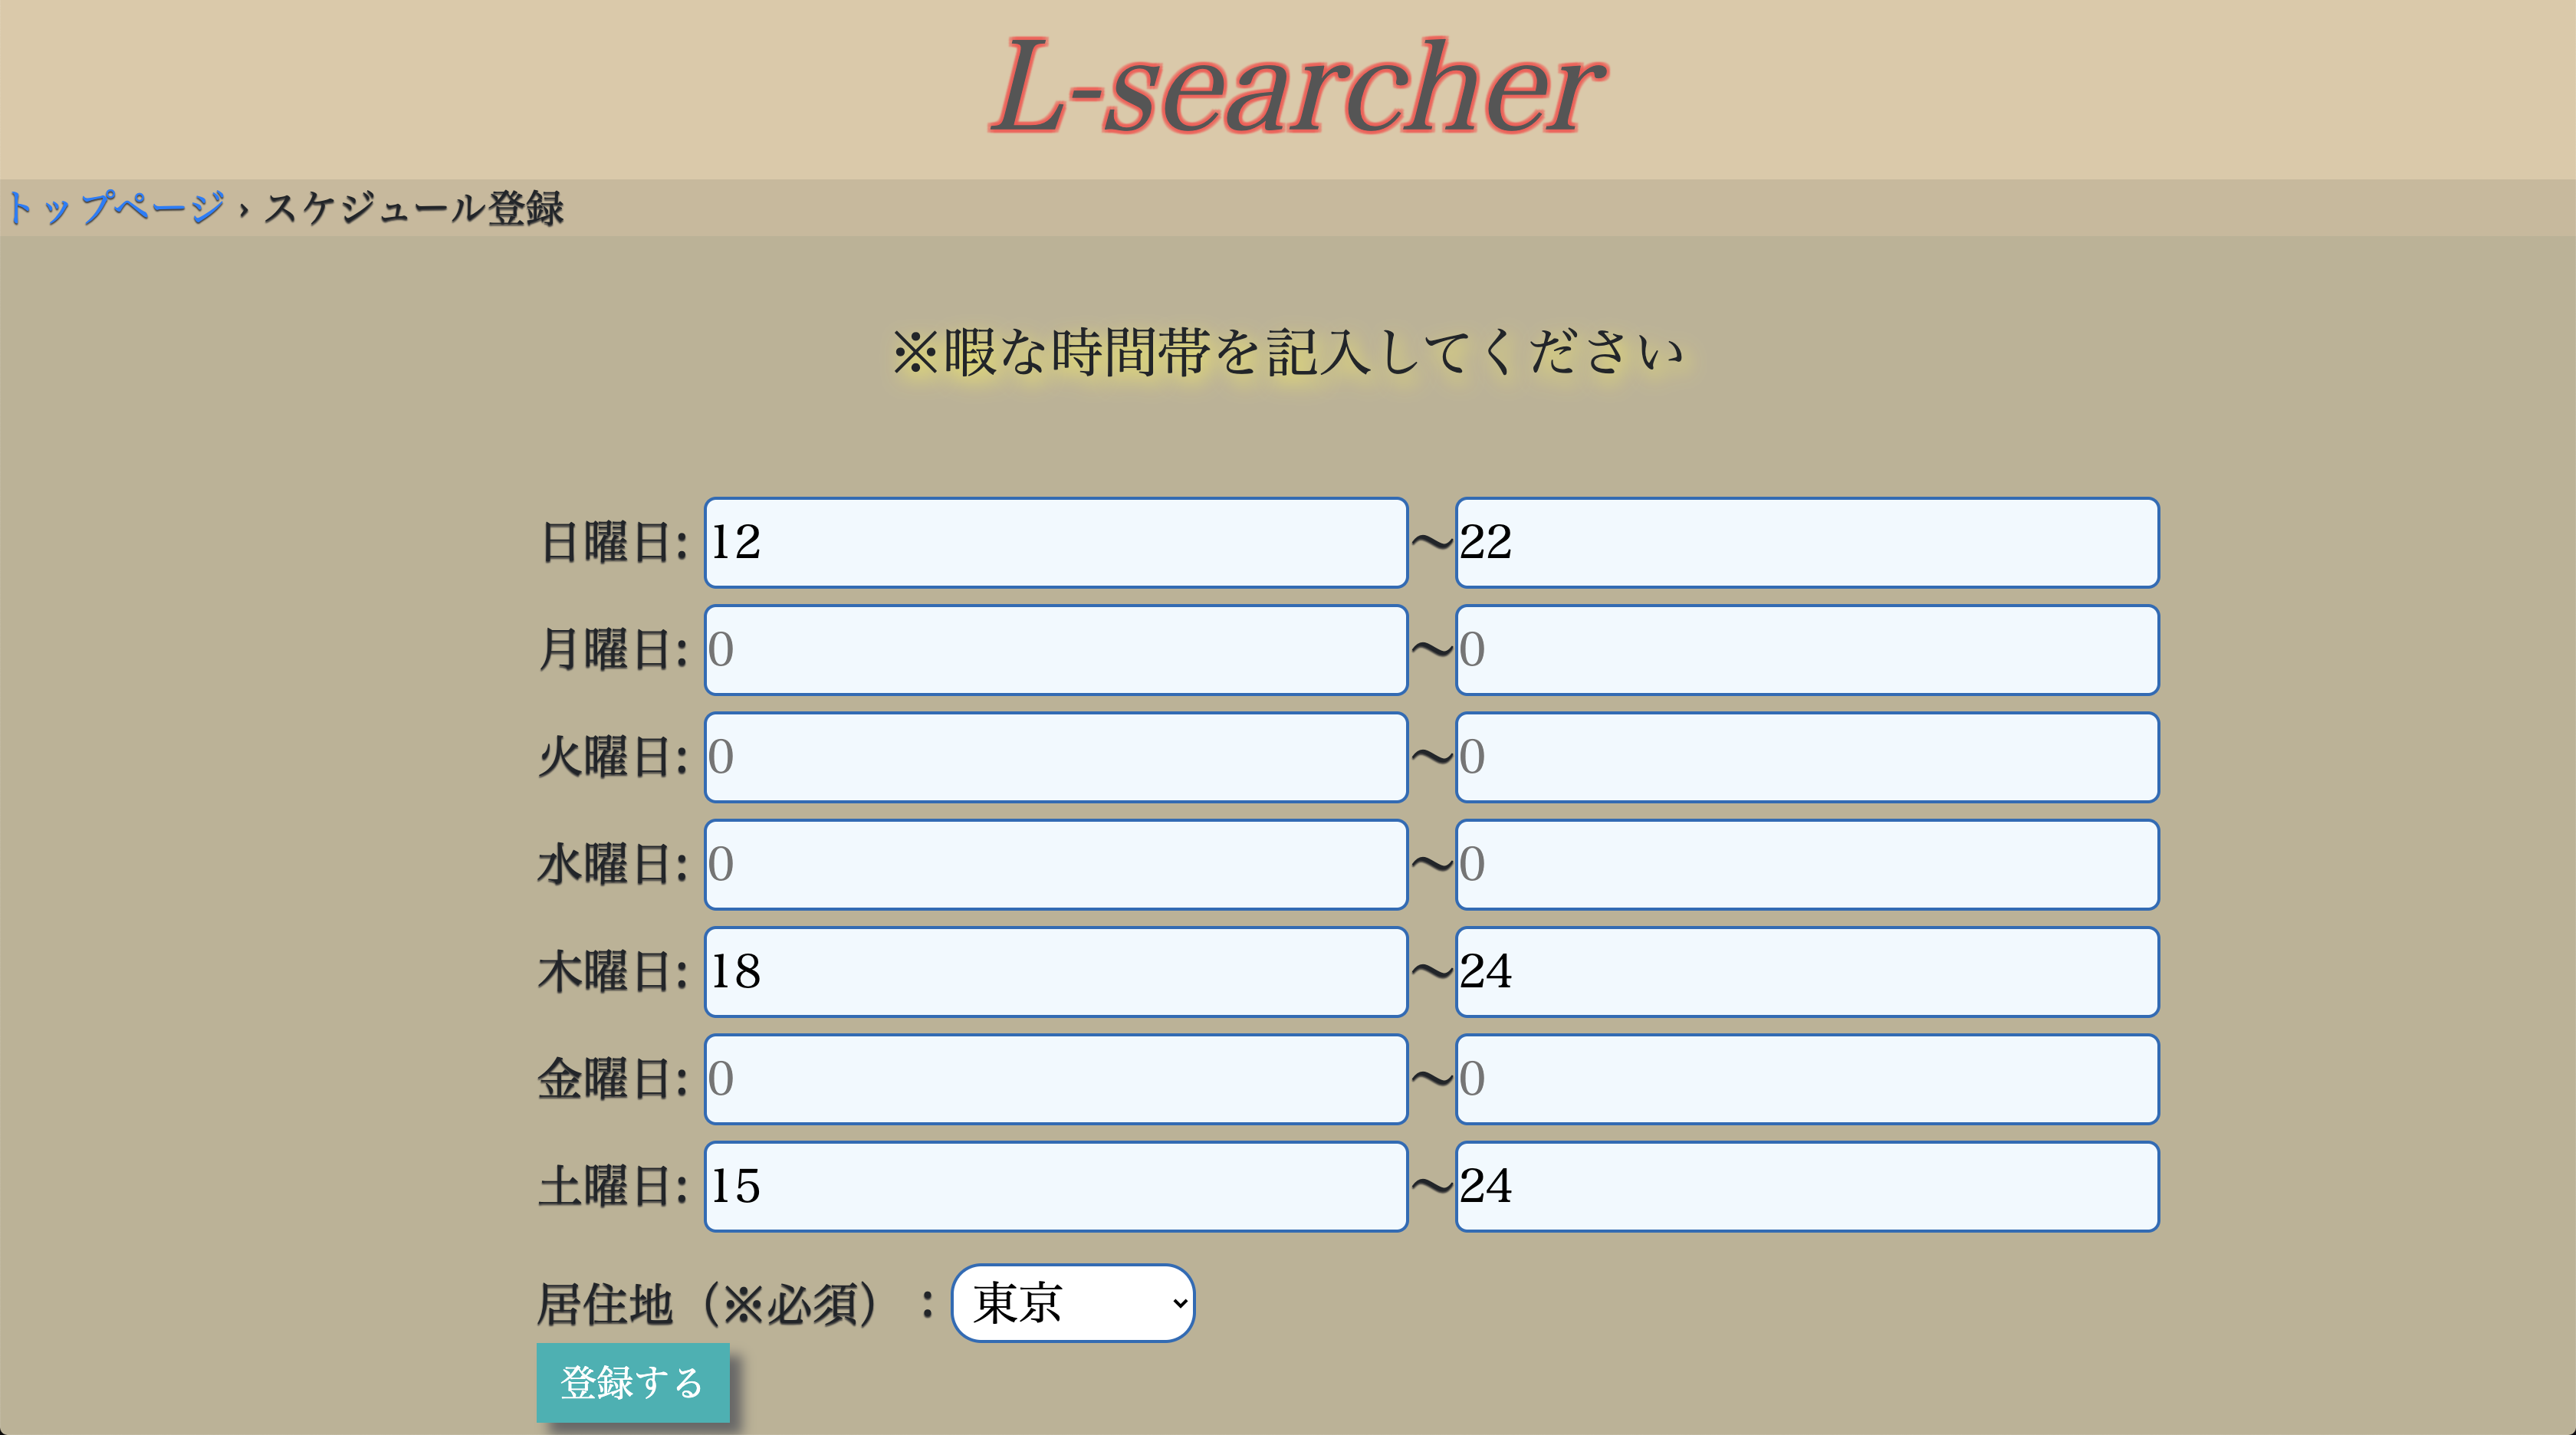 L-searcher
トップページ › スケジュール登録
※暇な時間帯を記入してください
日曜日: 12 〜 22
月曜日: 0 〜 0
火曜日: 0 〜 0
水曜日: 0 〜 0
木曜日: 18 〜 24
金曜日: 0 〜 0
土曜日: 15 〜 24
居住地（※必須）： 東京
登録する